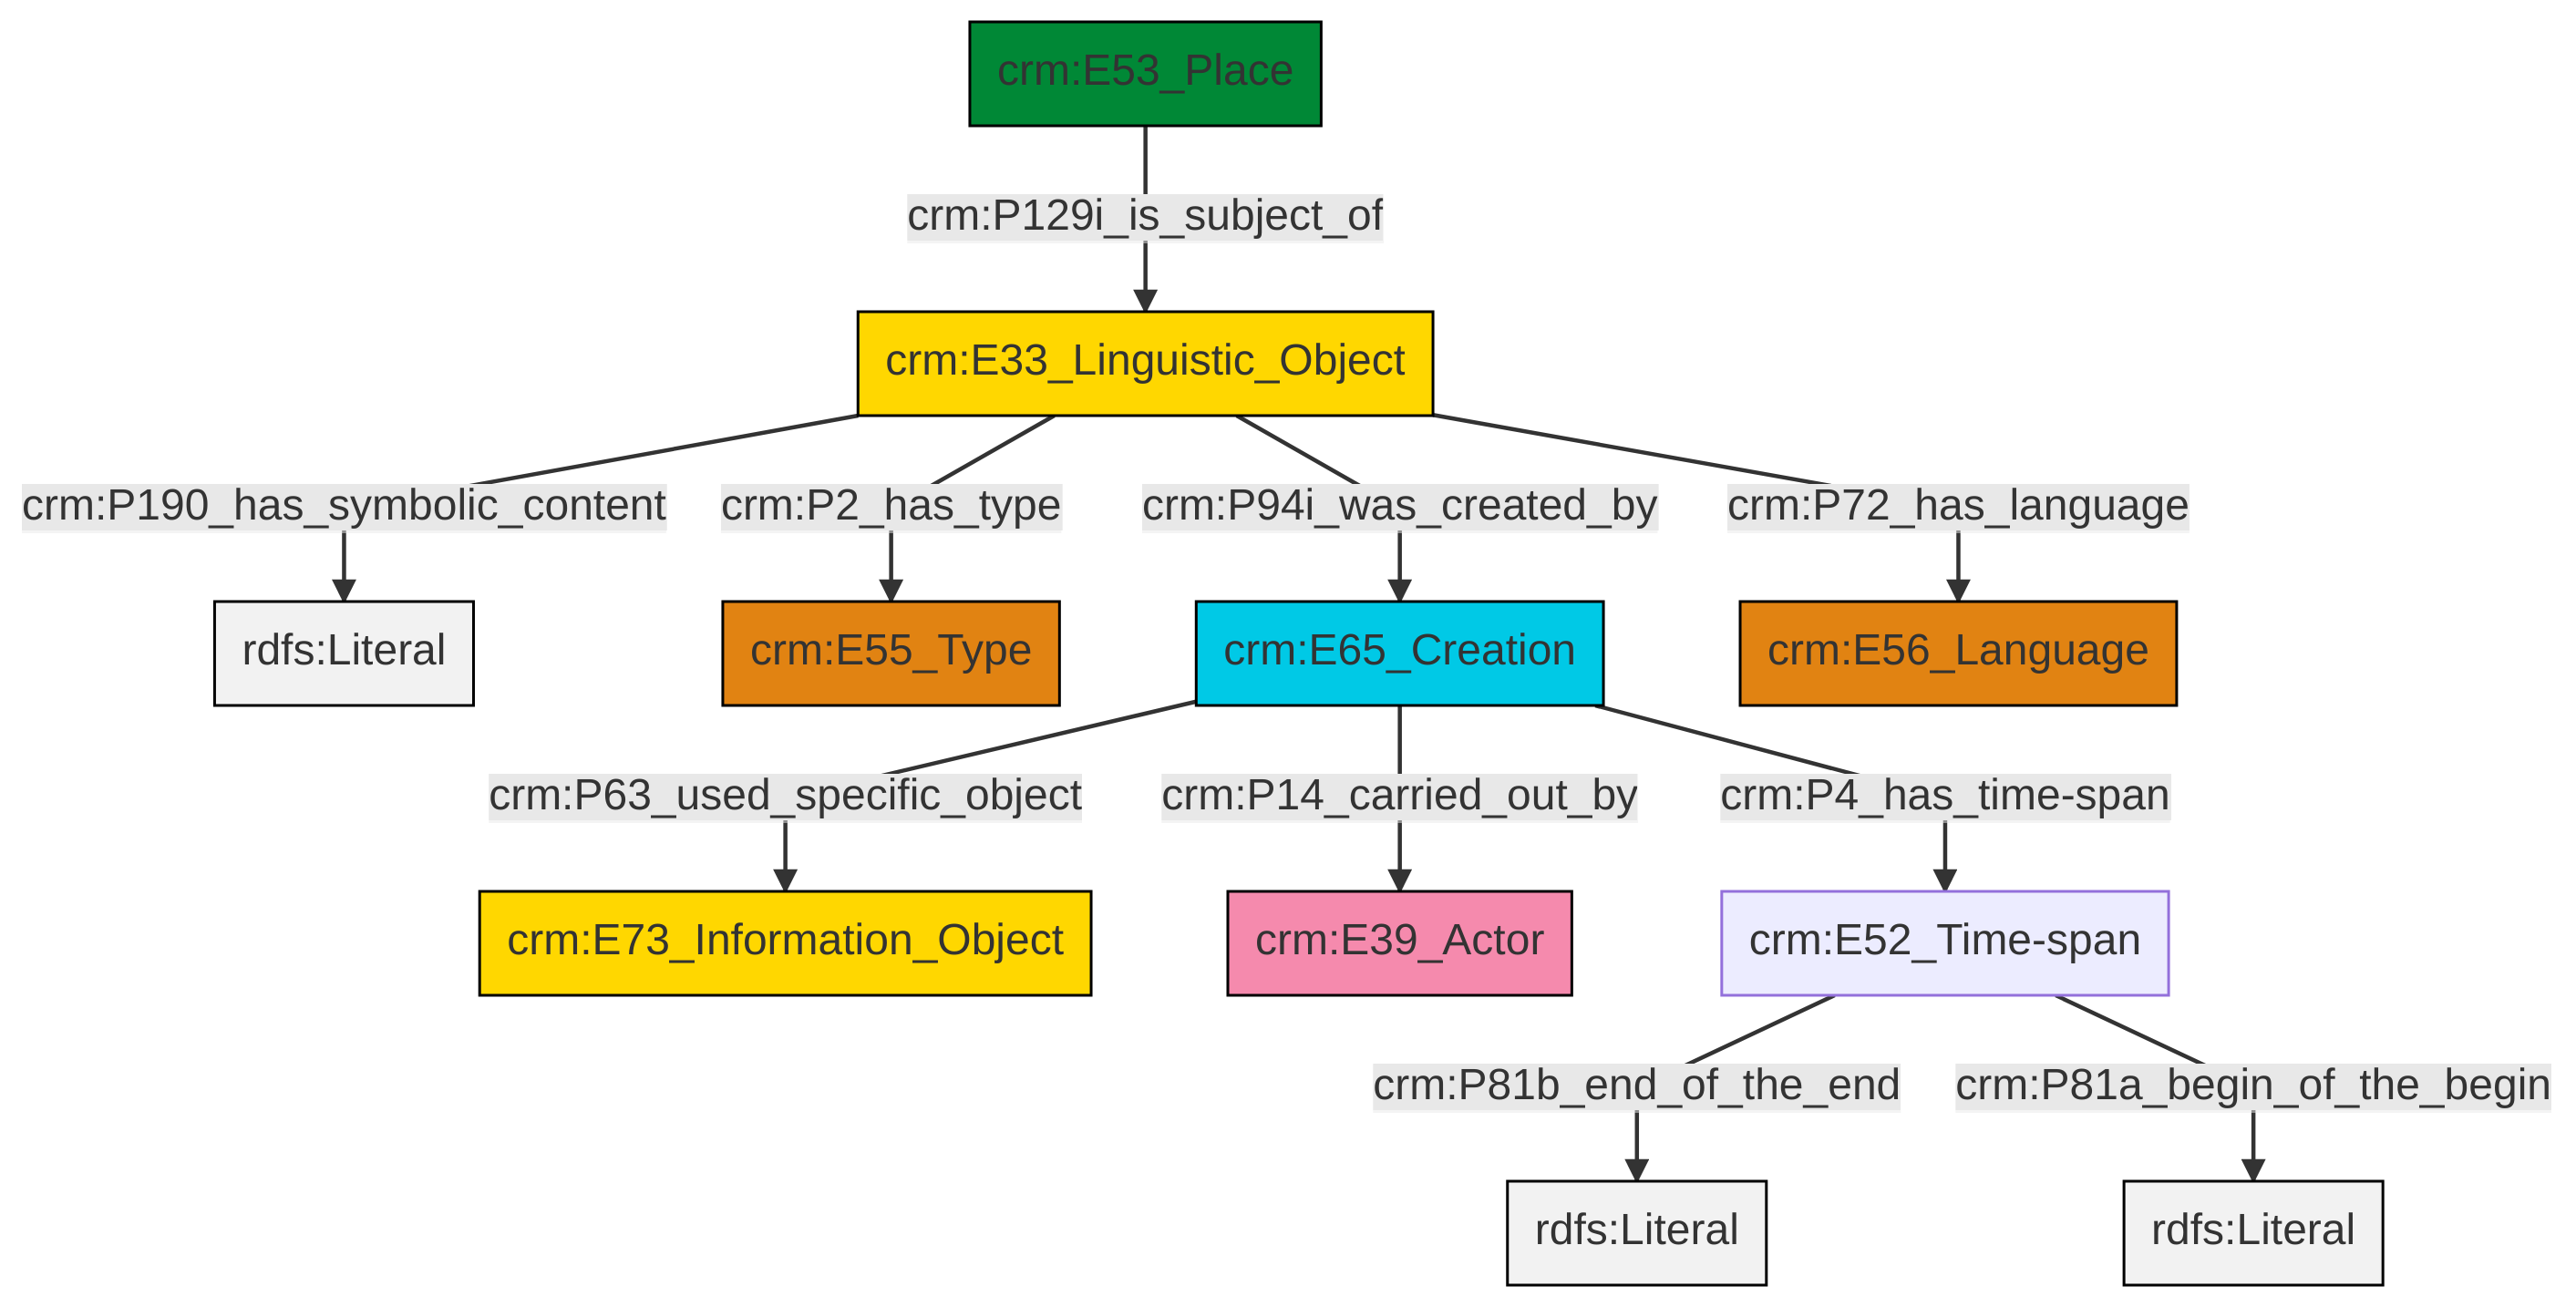 crm:E53_Place
crm:P129i_is_subject_of
crm:E33_Linguistic_Object
crm:P190_has_symbolic_content
crm:P2_has_type
crm:P94i_was_created_by
crm:P72_has_language
rdfs:Literal
crm:E55_Type
crm:E65_Creation
crm:E56_Language
crm:P63_used_specific_object
crm:P14_carried_out_by
crm:P4_has_time-span
crm:E73_Information_Object
crm:E39_Actor
crm:E52_Time-span
crm:P81b_end_of_the_end
crm:P81a_begin_of_the_begin
rdfs:Literal
rdfs:Literal